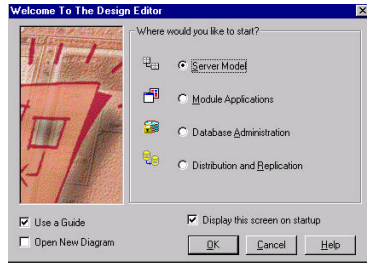 Welcome To The Design Editor
Where would you like to start?
Server Model
Module Applications
Database Administration
Distribution and Replication
Use a Guide
Display this screen on startup
Open New Diagram
OK
Cancel
Help